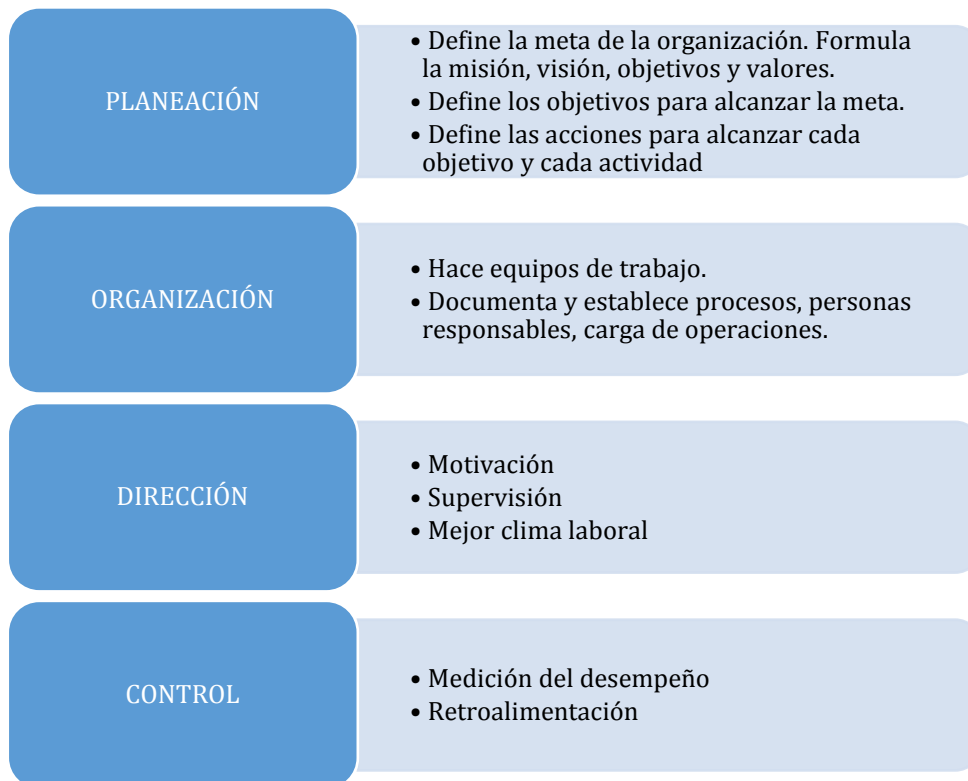 PLANEACIÓN
• Define la meta de la organización. Formula
la misión, visión, objetivos y valores.
• Define los objetivos para alcanzar la meta.
• Define las acciones para alcanzar cada
objetivo y cada actividad
ORGANIZACIÓN
• Hace equipos de trabajo.
• Documenta y establece procesos, personas
responsables, carga de operaciones.
DIRECCIÓN
• Motivación
• Supervisión
• Mejor clima laboral
CONTROL
• Medición del desempeño
• Retroalimentación